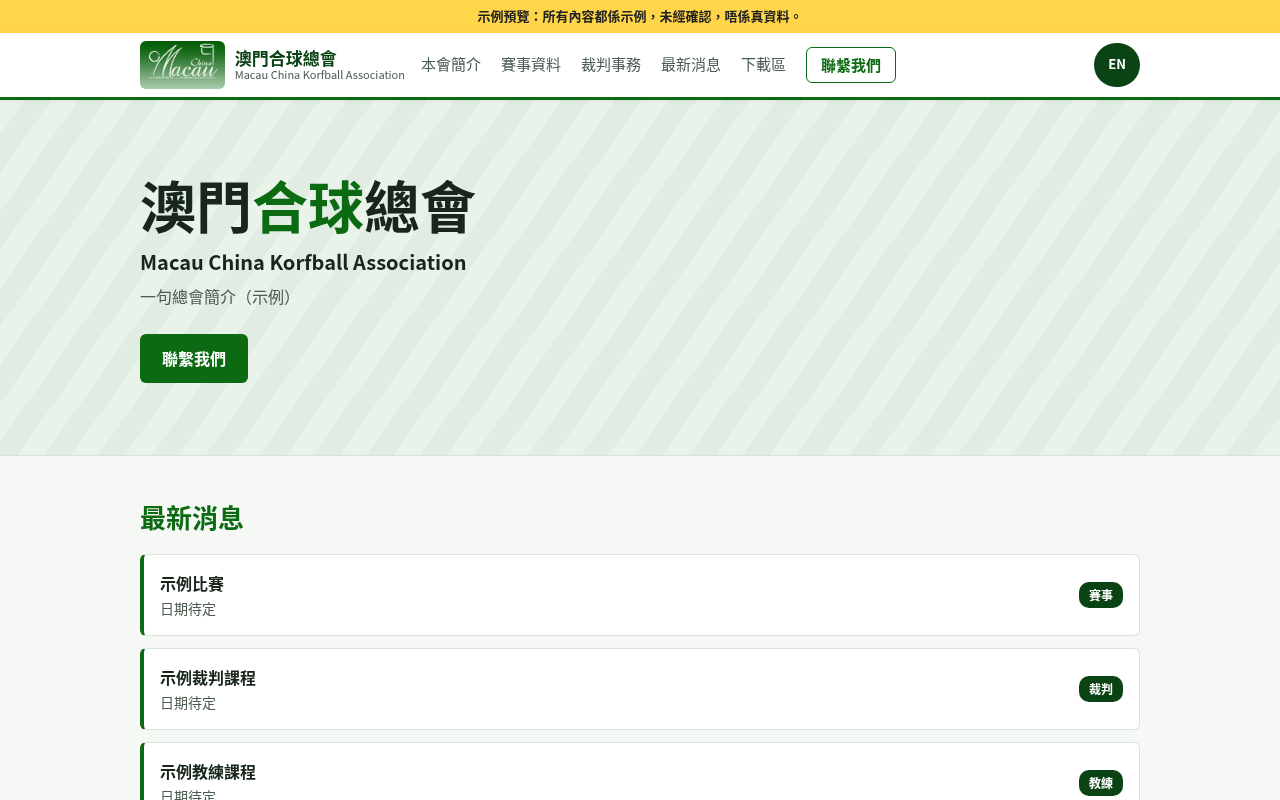 示例預覽：所有內容都係示例，未經確認，唔係真資料。
Macau
China
澳門合球總會
Macau China Korfball Association
本會簡介
賽事資料
裁判事務
最新消息
下載區
聯繫我們
EN
澳門合球總會
Macau China Korfball Association
一句總會簡介（示例）
聯繫我們
最新消息
示例比賽
日期待定
賽事
示例裁判課程
日期待定
裁判
示例教練課程
日期待定
教練